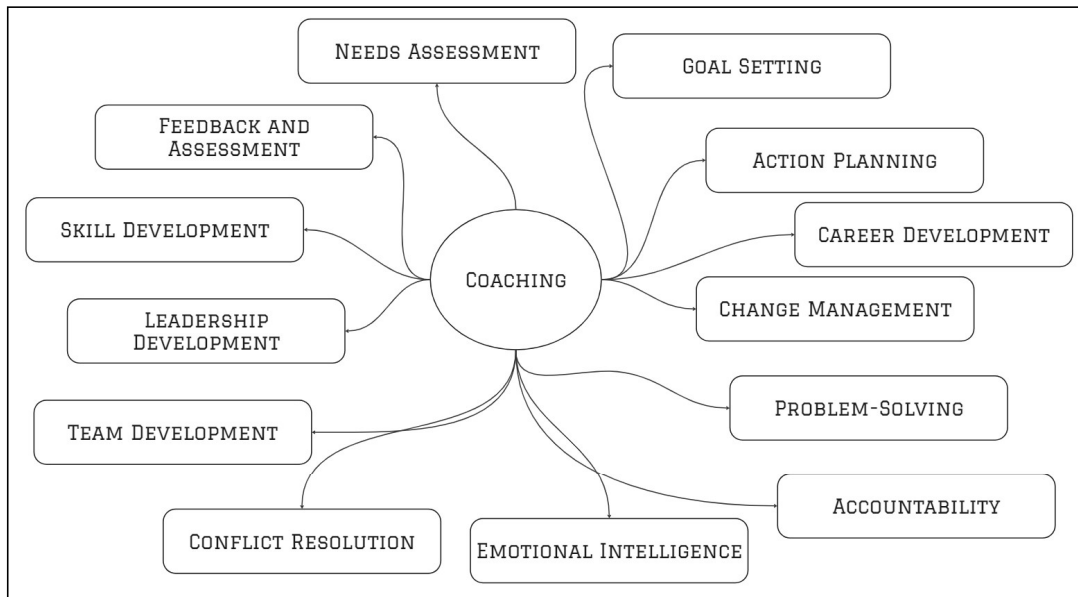 Needs Assessment
Goal Setting
Feedback and
Assessment
Action Planning
Skill Development
Career Development
Coaching
Change Management
Leadership
Development
Problem-Solving
Team Development
Accountability
Conflict Resolution
Emotional Intelligence